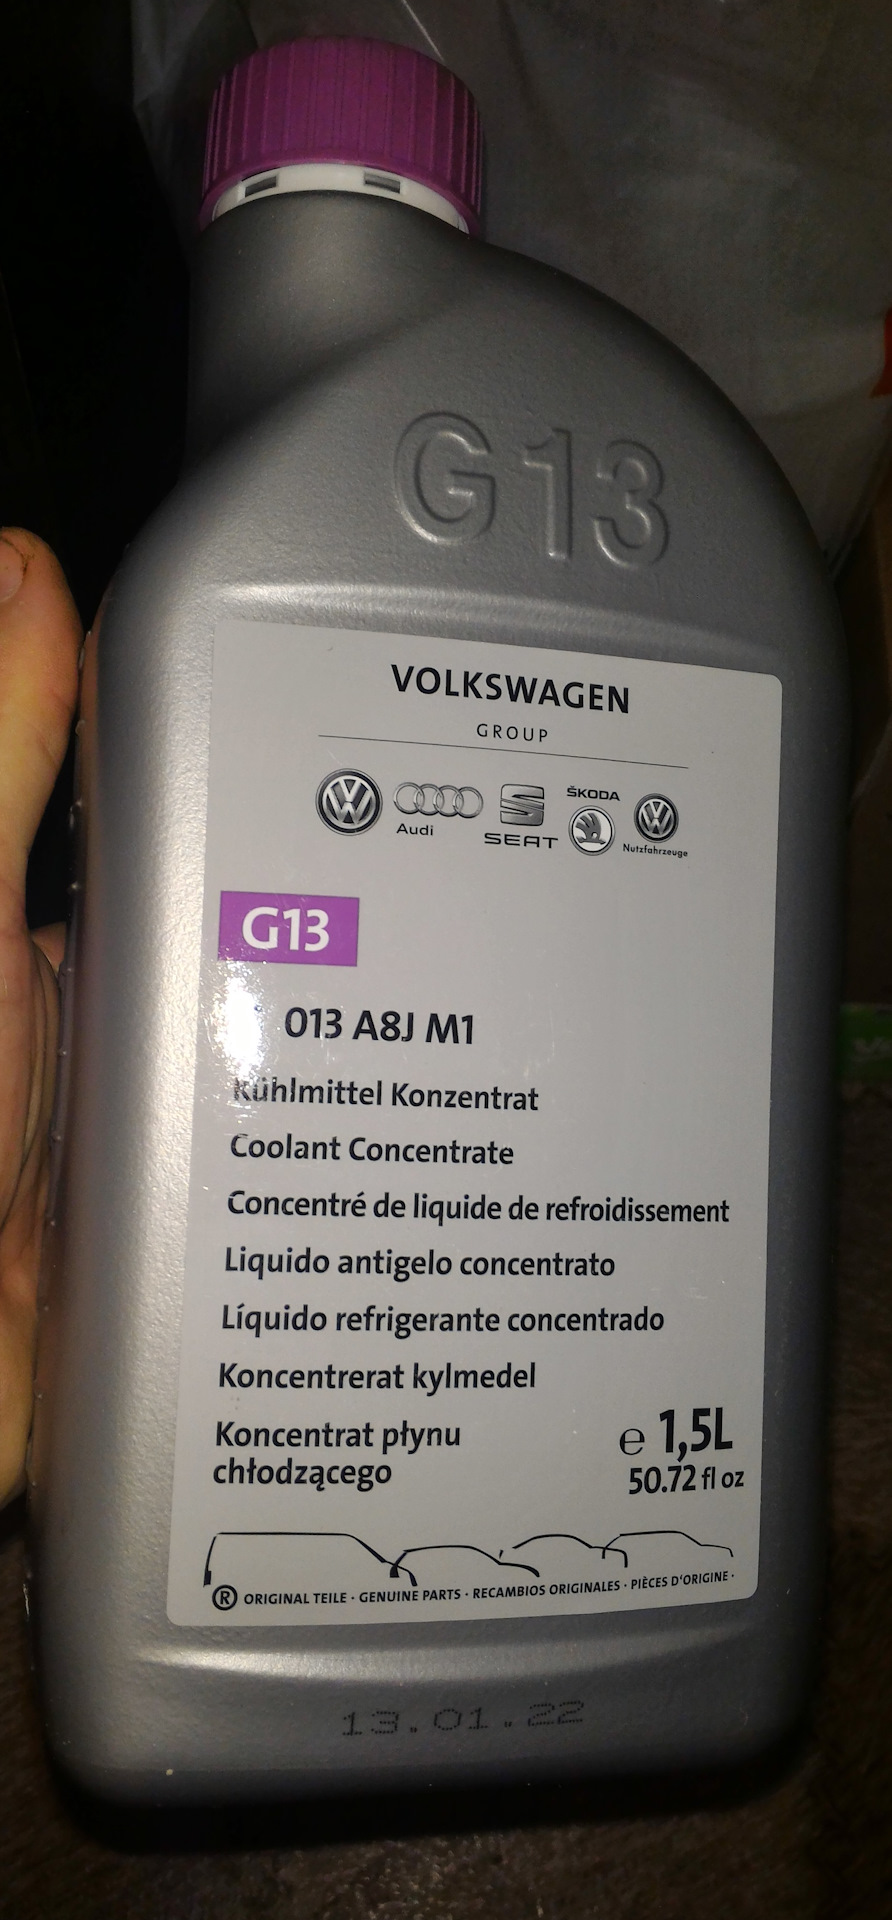 G13
VOLKSWAGEN
GROUP
Audi
SEAT
ŠKODA
Nutzfahrzeuge
G13
013 A8J M1
Kühlmittel Konzentrat
Coolant Concentrate
Concentré de liquide de refroidissement
Liquido antigelo concentrato
Líquido refrigerante concentrado
Koncentrerat kylmedel
Koncentrat płynu
chłodzącego
e 1,5L
50.72 fl oz
® ORIGINAL TEILE · GENUINE PARTS · RECAMBIOS ORIGINALES · PIÈCES D'ORIGINE ·
13.01.22